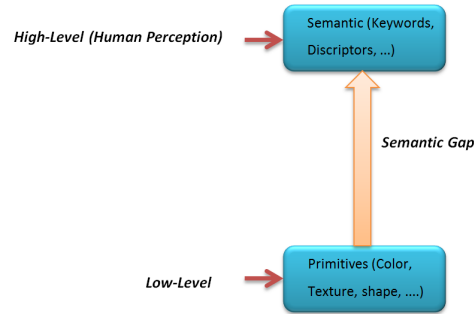 High-Level (Human Perception)
Semantic (Keywords,
Discriptors, ...)
Semantic Gap
Low-Level
Primitives (Color,
Texture, shape, ....)